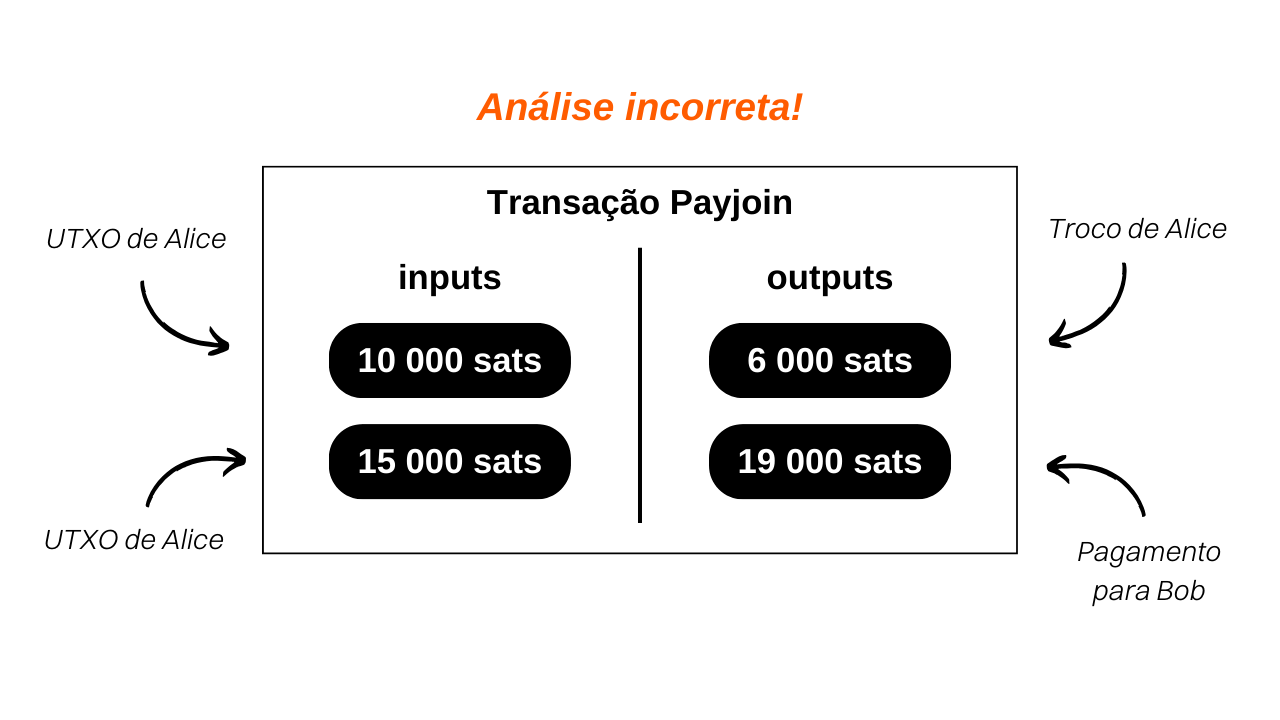 Análise incorreta!
Transação Payjoin
UTXO de Alice
Troco de Alice
inputs
outputs
10 000 sats
6 000 sats
15 000 sats
19 000 sats
UTXO de Alice
Pagamento
para Bob